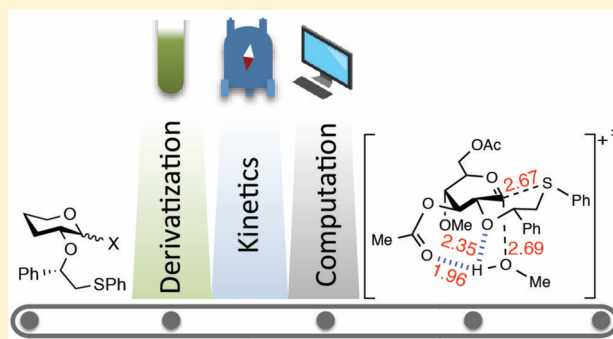 Derivatization
Kinetics
Computation
O
X
O
Ph
SPh
OAc
O
2.67
S
Ph
OMe
O
O
Ph
Me
O
2.35
2.69
1.96
H
O
Me
+‡